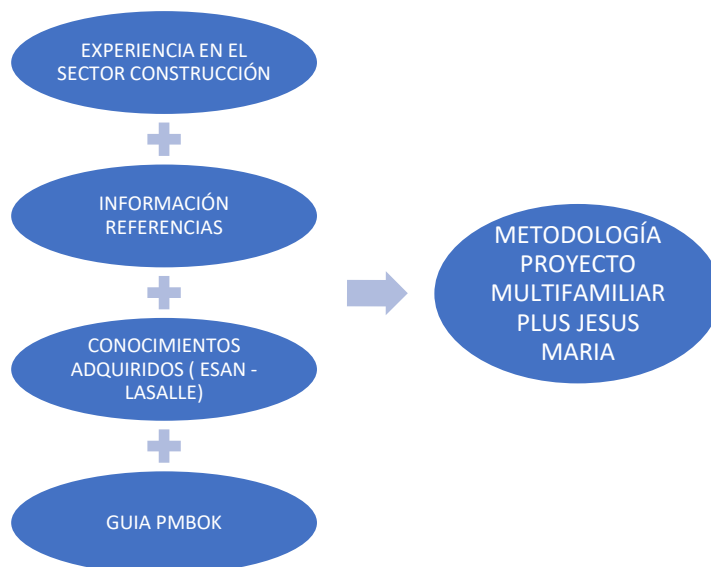 EXPERIENCIA EN EL
SECTOR CONSTRUCCIÓN
INFORMACIÓN
REFERENCIAS
CONOCIMIENTOS
ADQUIRIDOS ( ESAN -
LASALLE)
GUIA PMBOK
METODOLOGÍA
PROYECTO
MULTIFAMILIAR
PLUS JESUS
MARIA